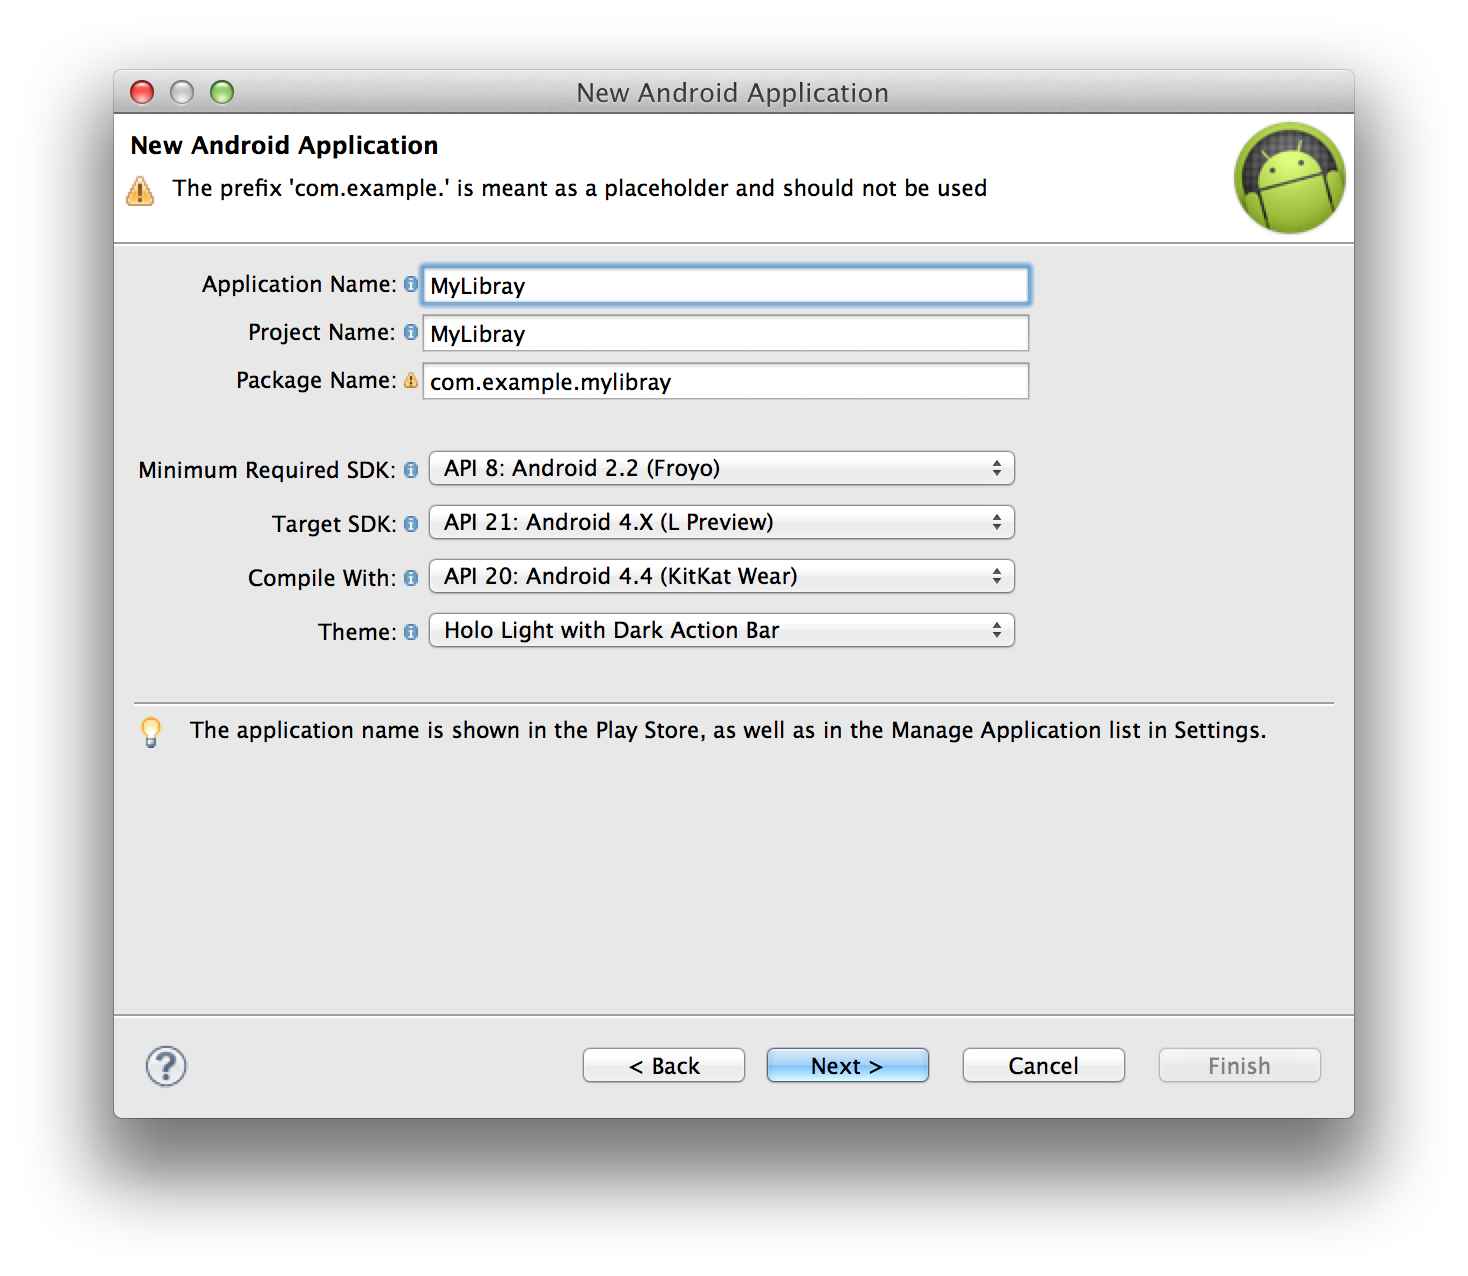 New Android Application
New Android Application
The prefix 'com.example.' is meant as a placeholder and should not be used
Application Name: MyLibray
Project Name: MyLibray
Package Name: com.example.mylibray
Minimum Required SDK: API 8: Android 2.2 (Froyo)
Target SDK: API 21: Android 4.X (L Preview)
Compile With: API 20: Android 4.4 (KitKat Wear)
Theme: Holo Light with Dark Action Bar
The application name is shown in the Play Store, as well as in the Manage Application list in Settings.
? < Back Next > Cancel Finish